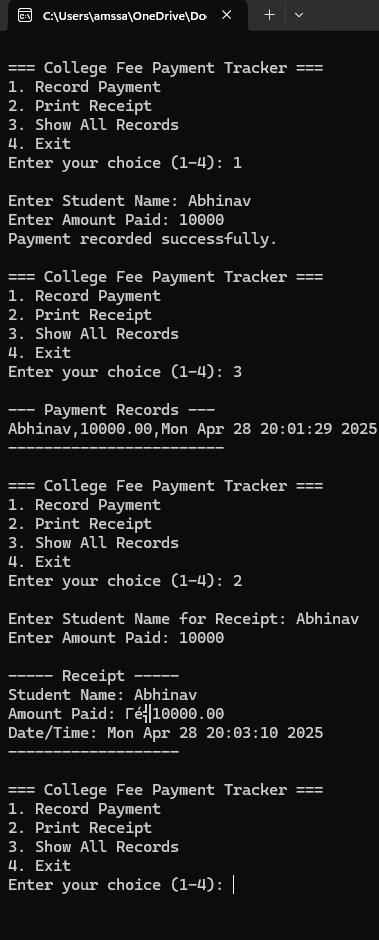 C:\Users\amssa\OneDrive\Do
=== College Fee Payment Tracker ===
1. Record Payment
2. Print Receipt
3. Show All Records
4. Exit
Enter your choice (1-4): 1
Enter Student Name: Abhinav
Enter Amount Paid: 10000
Payment recorded successfully.
=== College Fee Payment Tracker ===
1. Record Payment
2. Print Receipt
3. Show All Records
4. Exit
Enter your choice (1-4): 3
--- Payment Records ---
Abhinav,10000.00,Mon Apr 28 20:01:29 2025
------------------------
=== College Fee Payment Tracker ===
1. Record Payment
2. Print Receipt
3. Show All Records
4. Exit
Enter your choice (1-4): 2
Enter Student Name for Receipt: Abhinav
Enter Amount Paid: 10000
----- Receipt -----
Student Name: Abhinav
Amount Paid: 10000.00
Date/Time: Mon Apr 28 20:03:10 2025
-------------------
=== College Fee Payment Tracker ===
1. Record Payment
2. Print Receipt
3. Show All Records
4. Exit
Enter your choice (1-4):